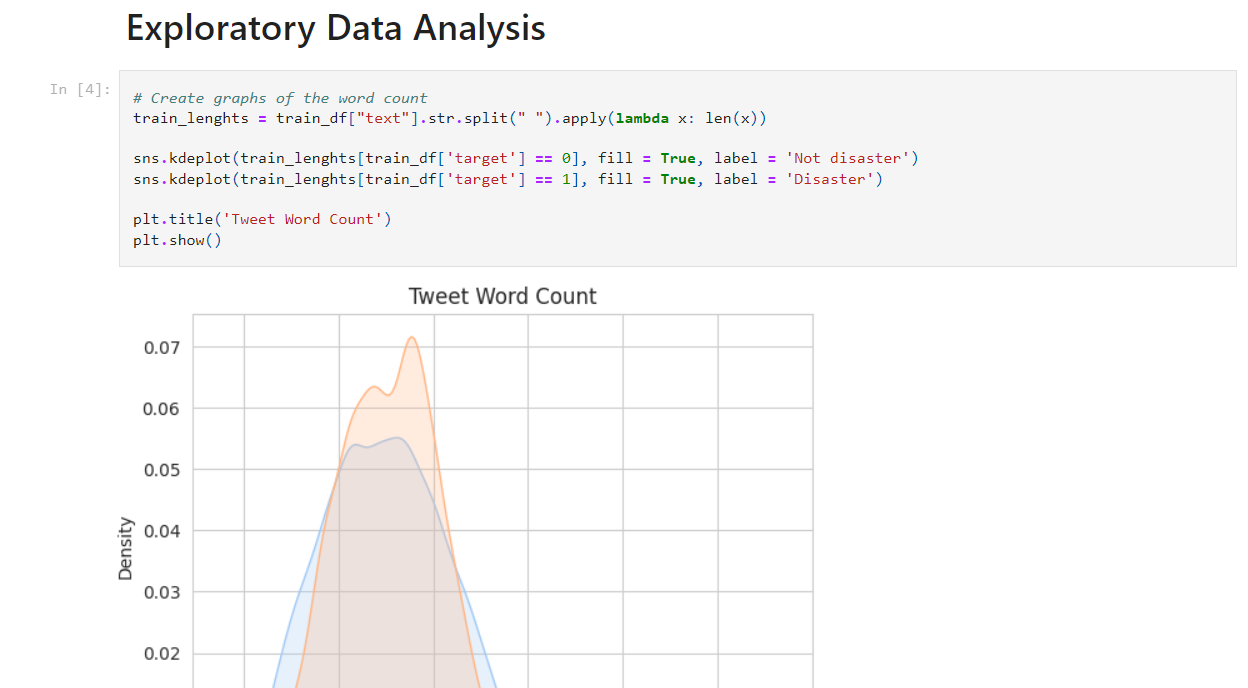 Exploratory Data Analysis
In [4]:
# Create graphs of the word count
train_lenghts = train_df["text"].str.split(" ").apply(lambda x: len(x))
sns.kdeplot(train_lenghts[train_df['target'] == 0], fill = True, label = 'Not disaster')
sns.kdeplot(train_lenghts[train_df['target'] == 1], fill = True, label = 'Disaster')
plt.title('Tweet Word Count')
plt.show()
Tweet Word Count
0.07
0.06
0.05
0.04
Density
0.03
0.02